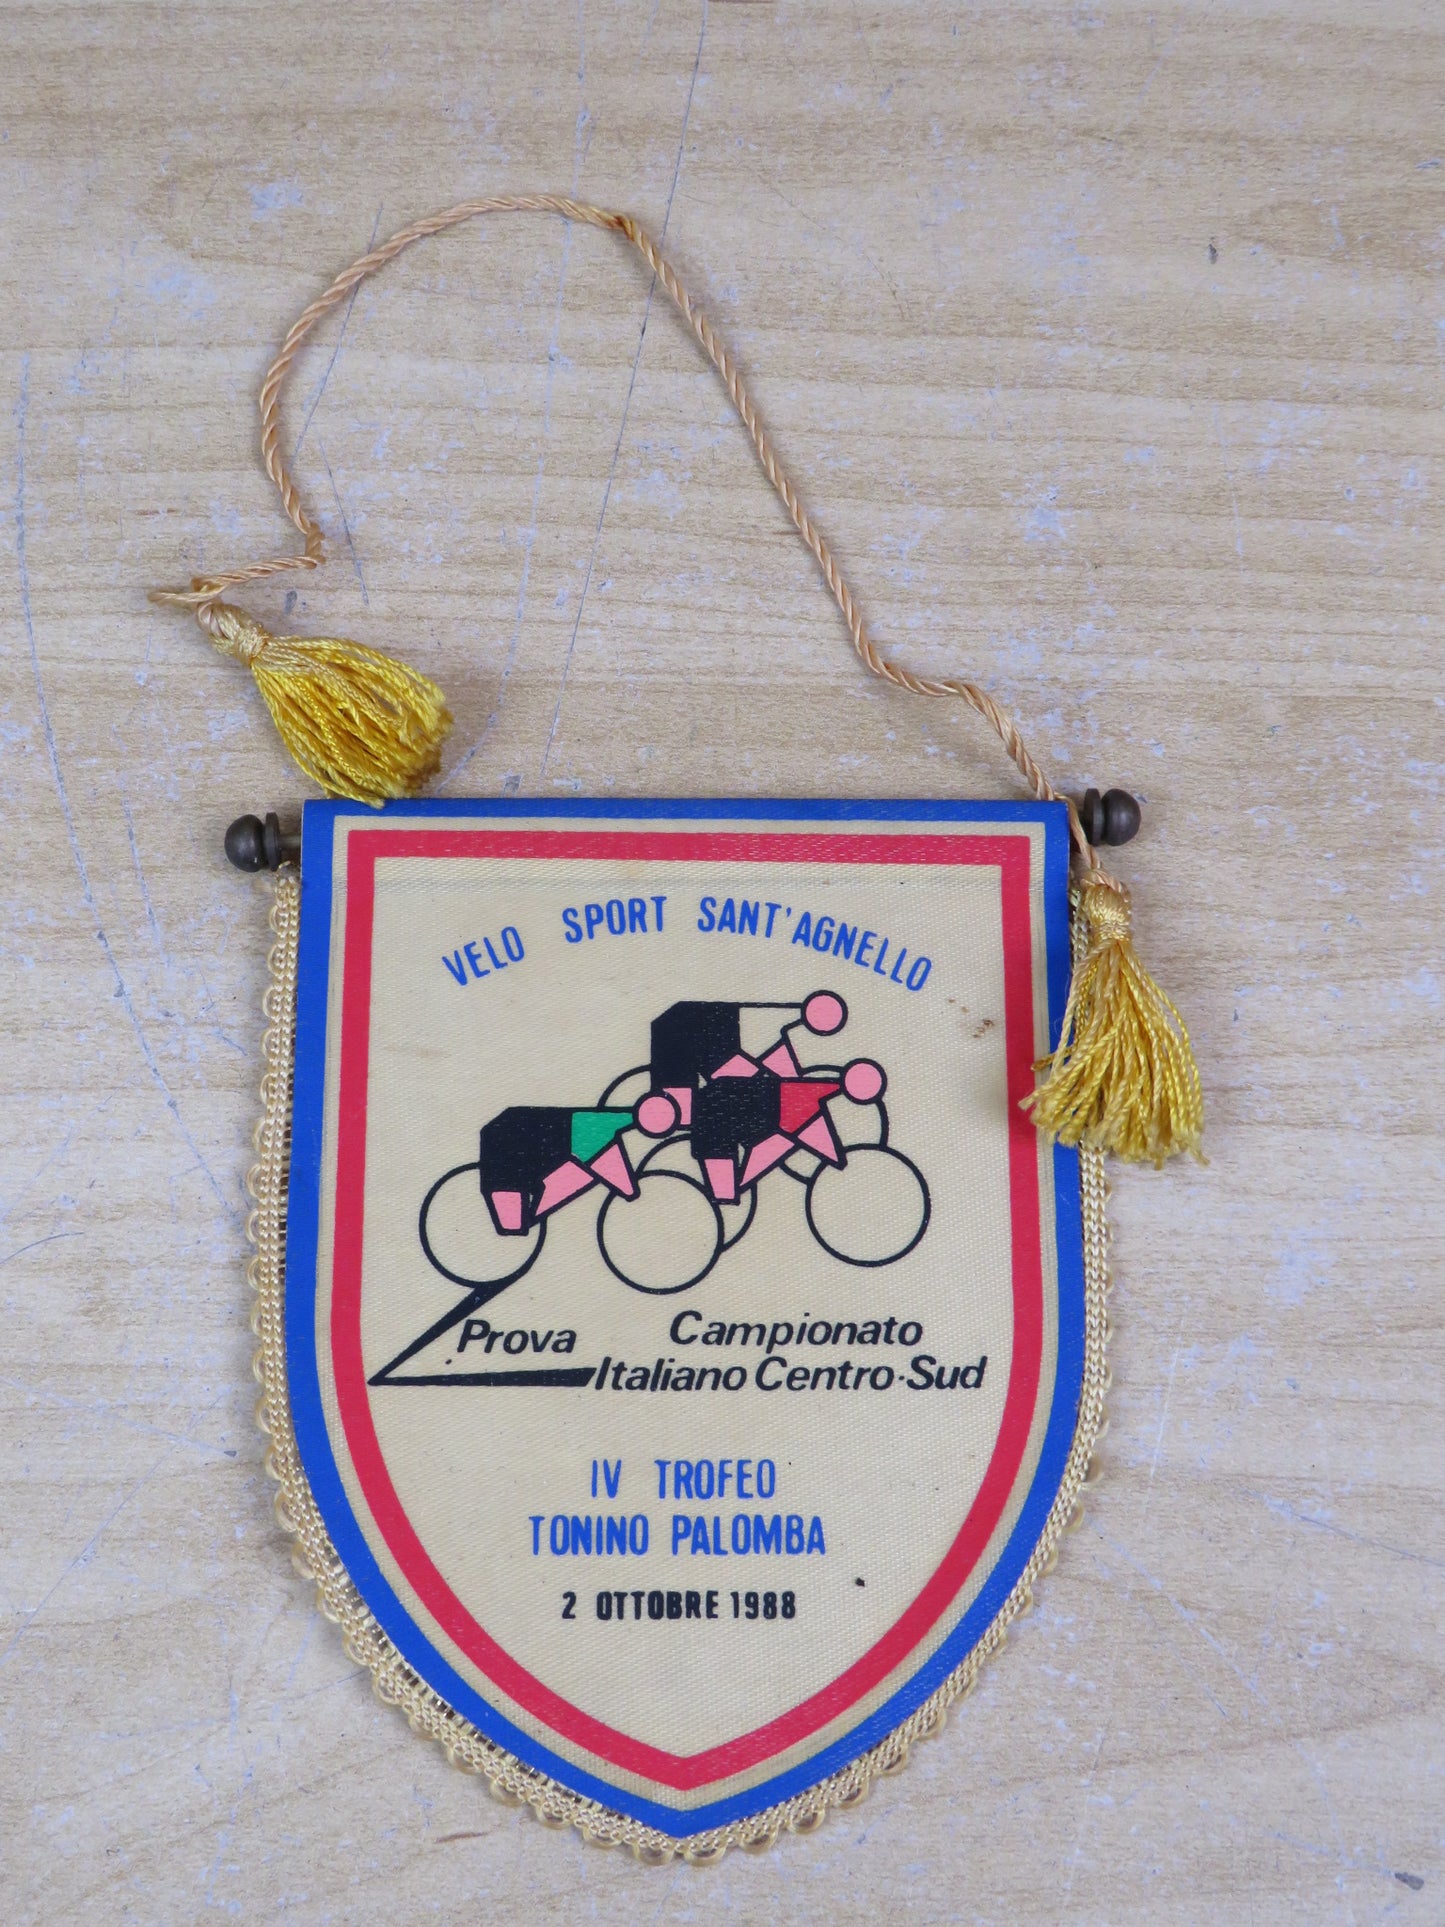 VELO SPORT SANT'AGNELLO
2 Prova Campionato
Italiano Centro-Sud
IV TROFEO
TONINO PALOMBA
2 OTTOBRE 1988